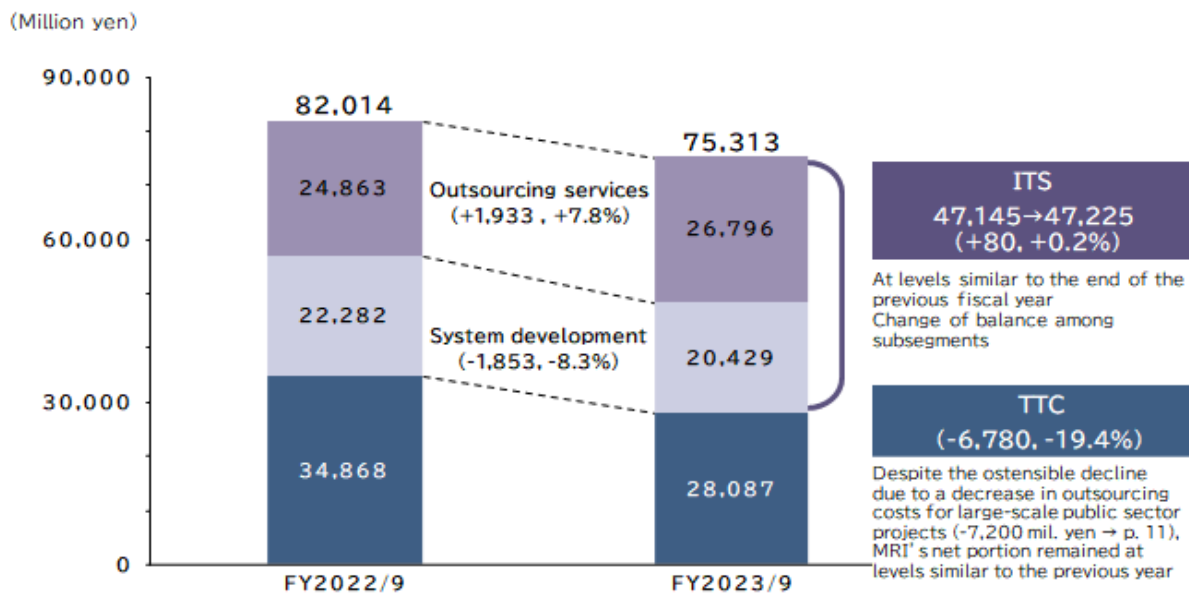 (Million yen)
90,000
60,000
30,000
0
82,014
24,863
22,282
34,868
FY2022/9
Outsourcing services
(+1,933 , +7.8%)
System development
(-1,853, -8.3%)
75,313
26,796
20,429
28,087
FY2023/9
ITS
47,145→47,225
(+80, +0.2%)
At levels similar to the end of the
previous fiscal year
Change of balance among
subsegments
TTC
(-6,780, -19.4%)
Despite the ostensible decline
due to a decrease in outsourcing
costs for large-scale public sector
projects (-7,200 mil. yen → p. 11),
MRI's net portion remained at
levels similar to the previous year